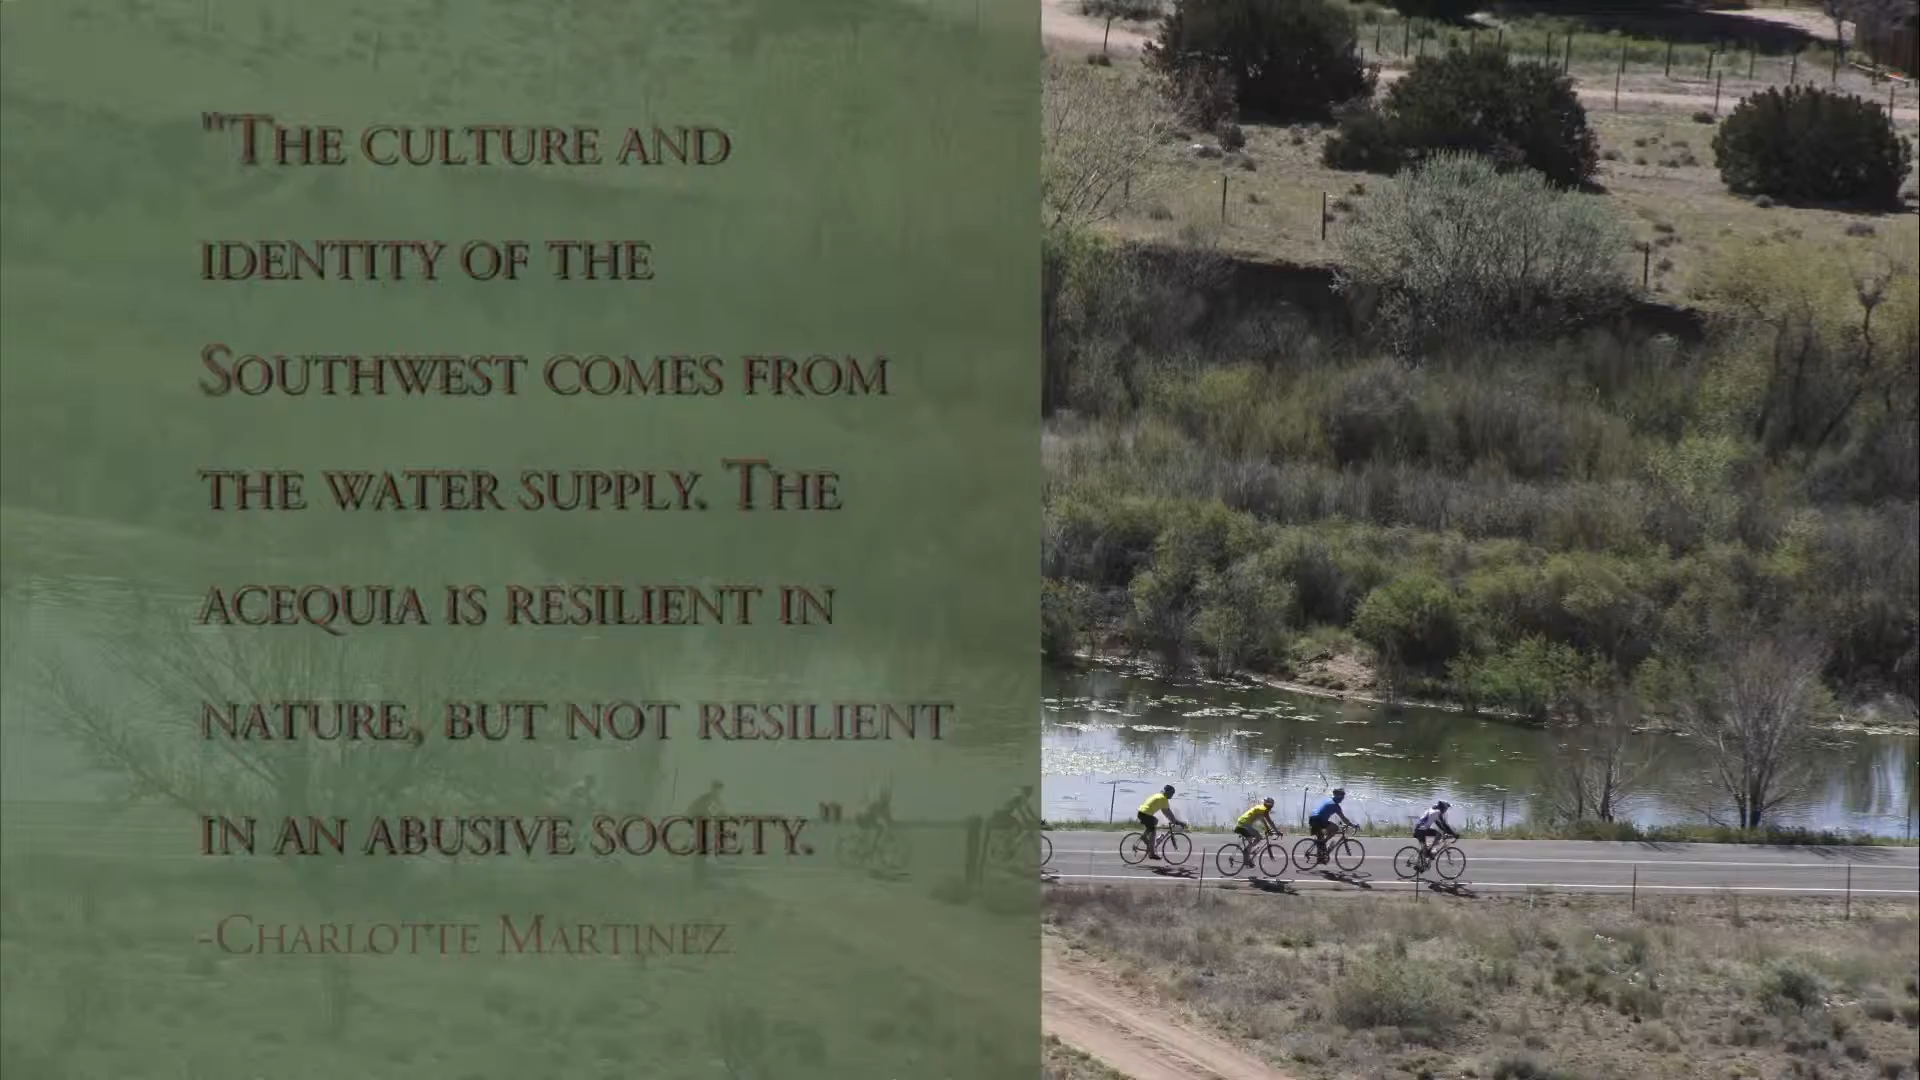 "The culture and
identity of the
Southwest comes from
the water supply. The
acequia is resilient in
nature, but not resilient
in an abusive society."
-Charlotte Martinez